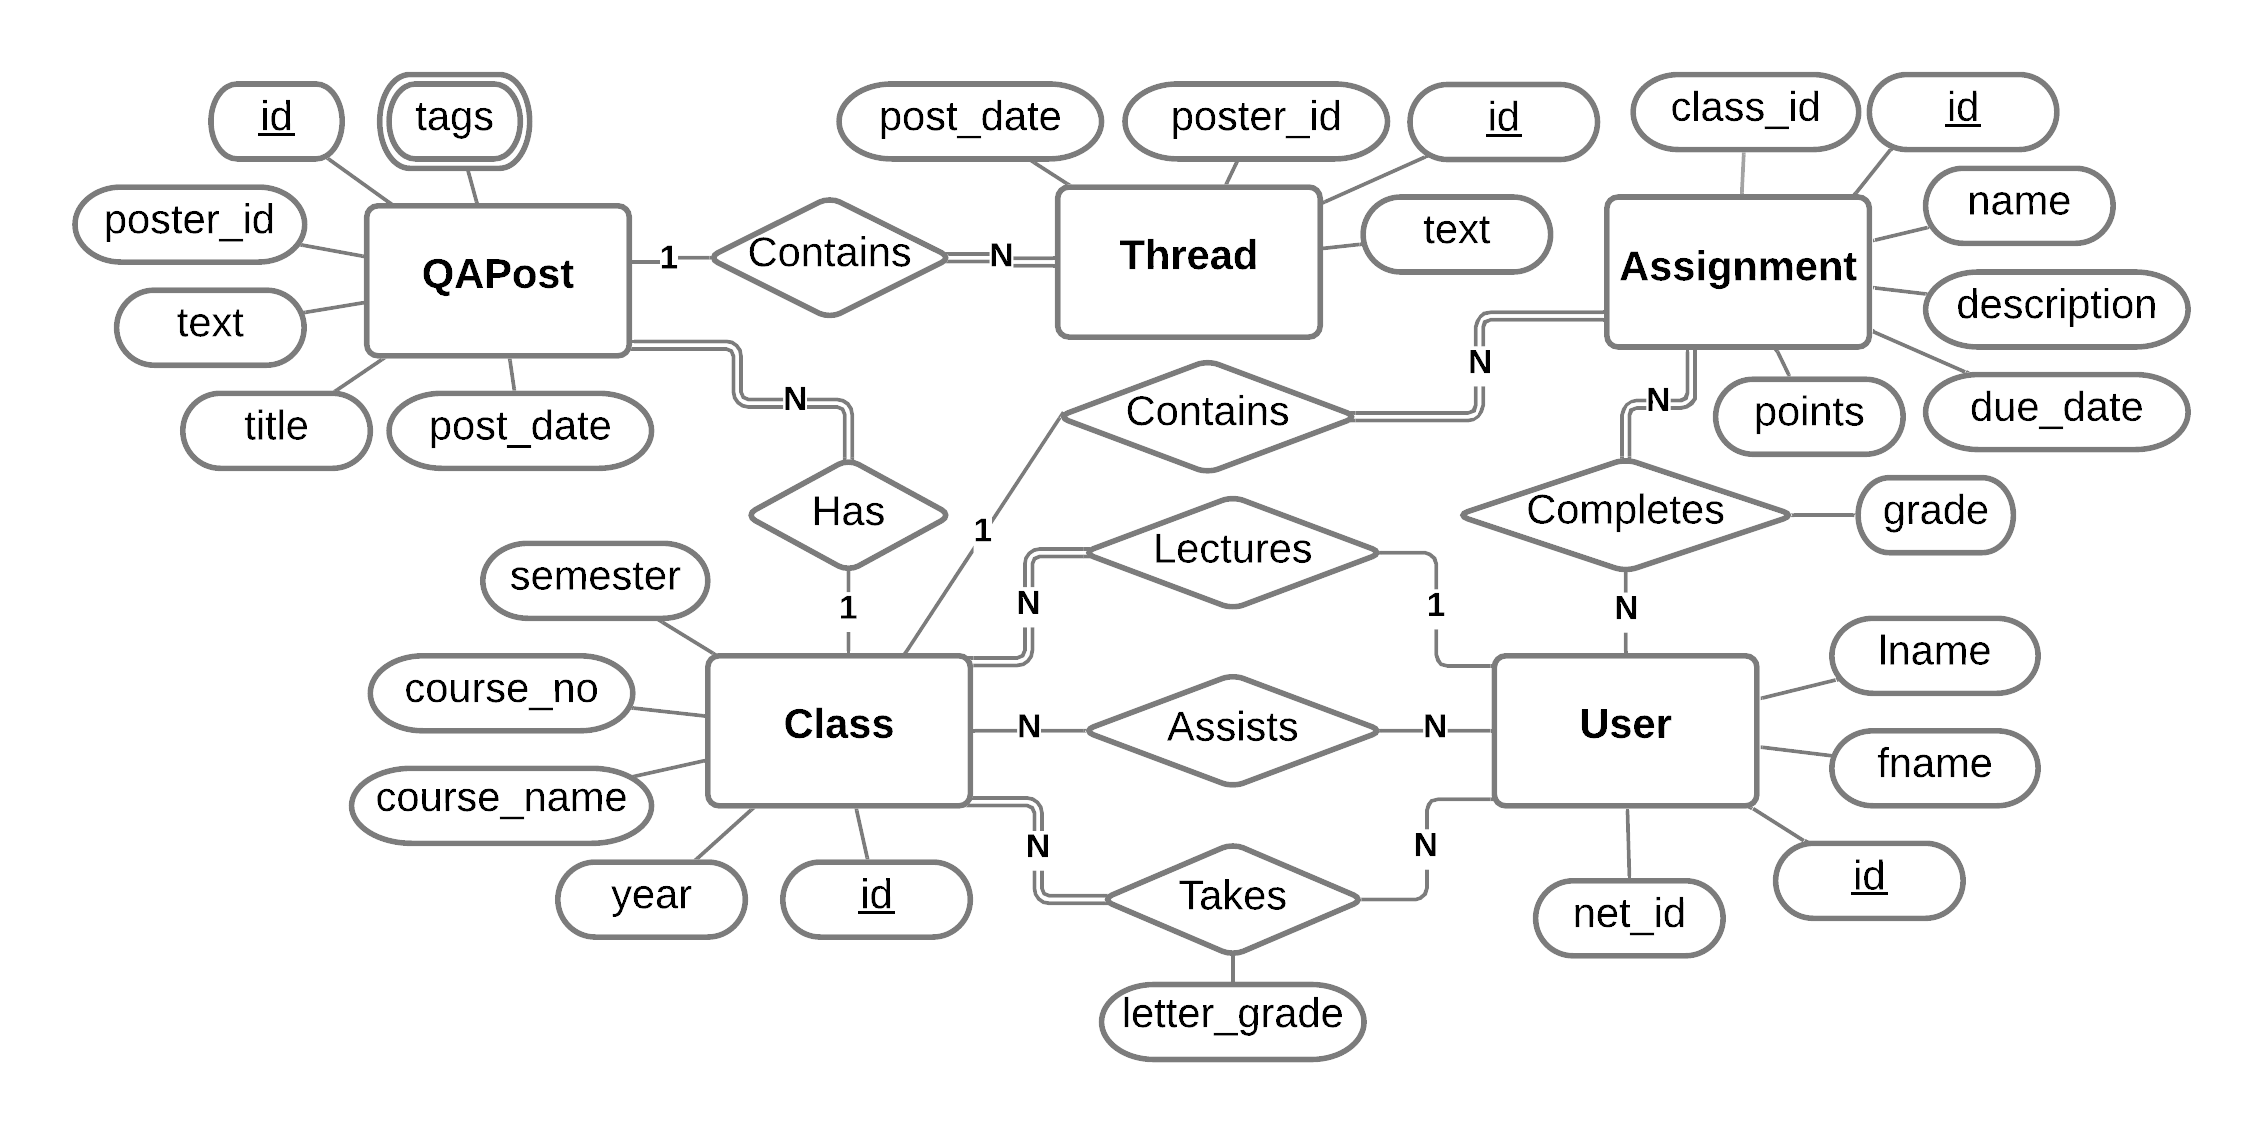 id
tags
post_date
poster_id
id
class_id
id
poster_id
name
text
QAPost
1
Contains
N
Thread
Assignment
text
description
title
post_date
N
Contains
N
N
points
due_date
Has
1
Completes
grade
semester
1
N
Lectures
1
N
lname
course_no
Class
N
Assists
N
User
fname
course_name
N
N
year
id
Takes
net_id
id
letter_grade